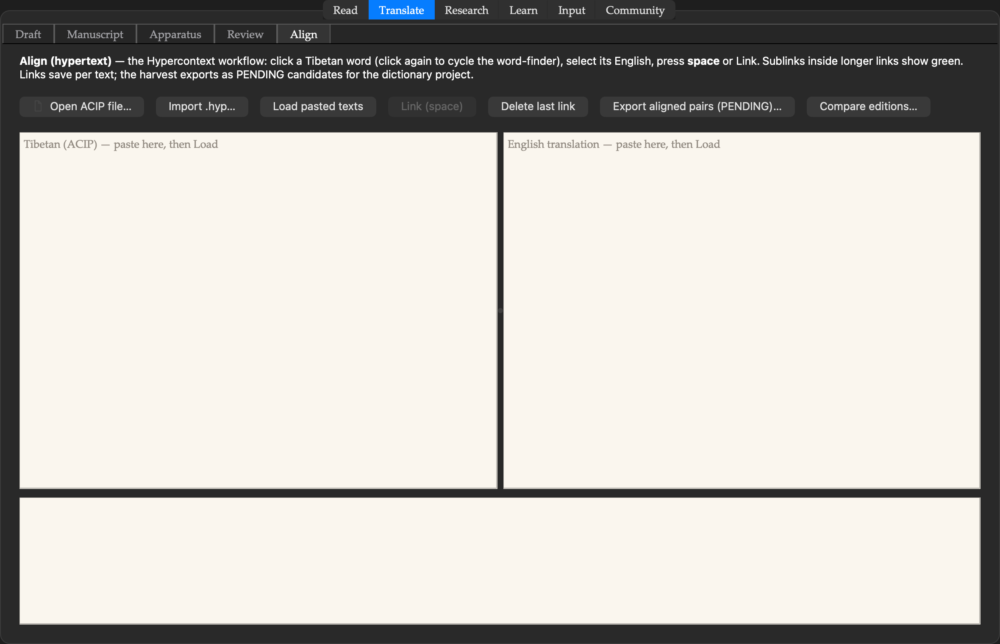 Read Translate Research Learn Input Community
Draft Manuscript Apparatus Review Align
Align (hypertext) — the Hypercontext workflow: click a Tibetan word (click again to cycle the word-finder), select its English, press space or Link. Sublinks inside longer links show green.
Links save per text; the harvest exports as PENDING candidates for the dictionary project.
Open ACIP file... Import .hyp... Load pasted texts Link (space) Delete last link Export aligned pairs (PENDING)... Compare editions...
Tibetan (ACIP) — paste here, then Load
English translation — paste here, then Load